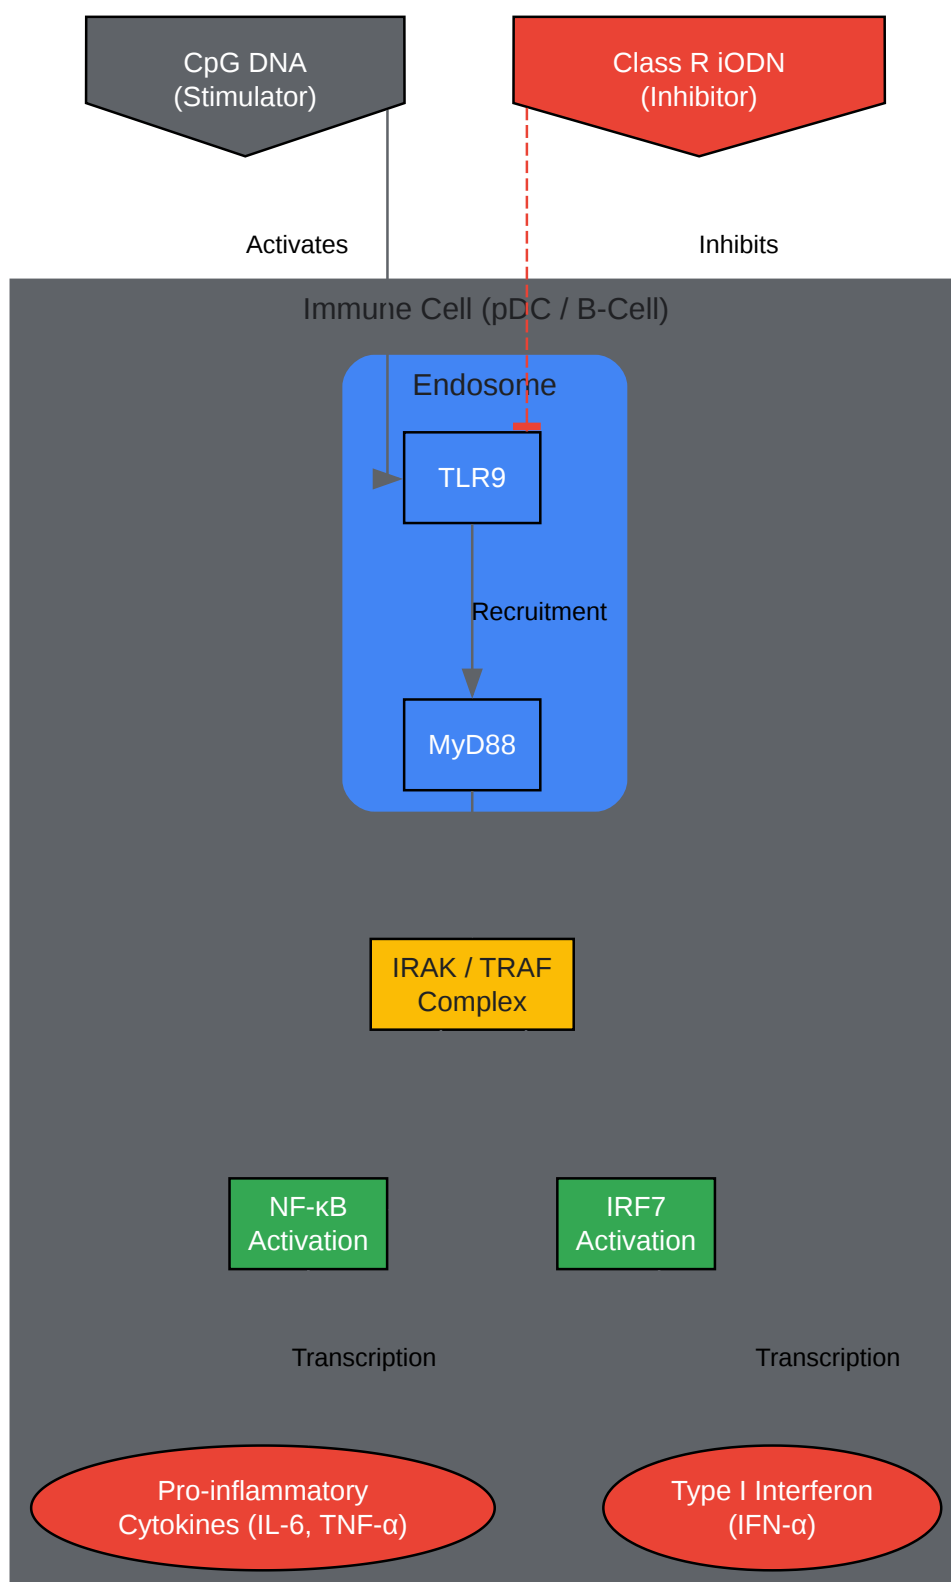 CpG DNA
(Stimulator)
Class R iODN
(Inhibitor)
Activates
Inhibits
Immune Cell (pDC / B-Cell)
Endosome
TLR9
Recruitment
MyD88
IRAK / TRAF
Complex
NF-κB
Activation
IRF7
Activation
Transcription
Transcription
Pro-inflammatory
Cytokines (IL-6, TNF-α)
Type I Interferon
(IFN-α)